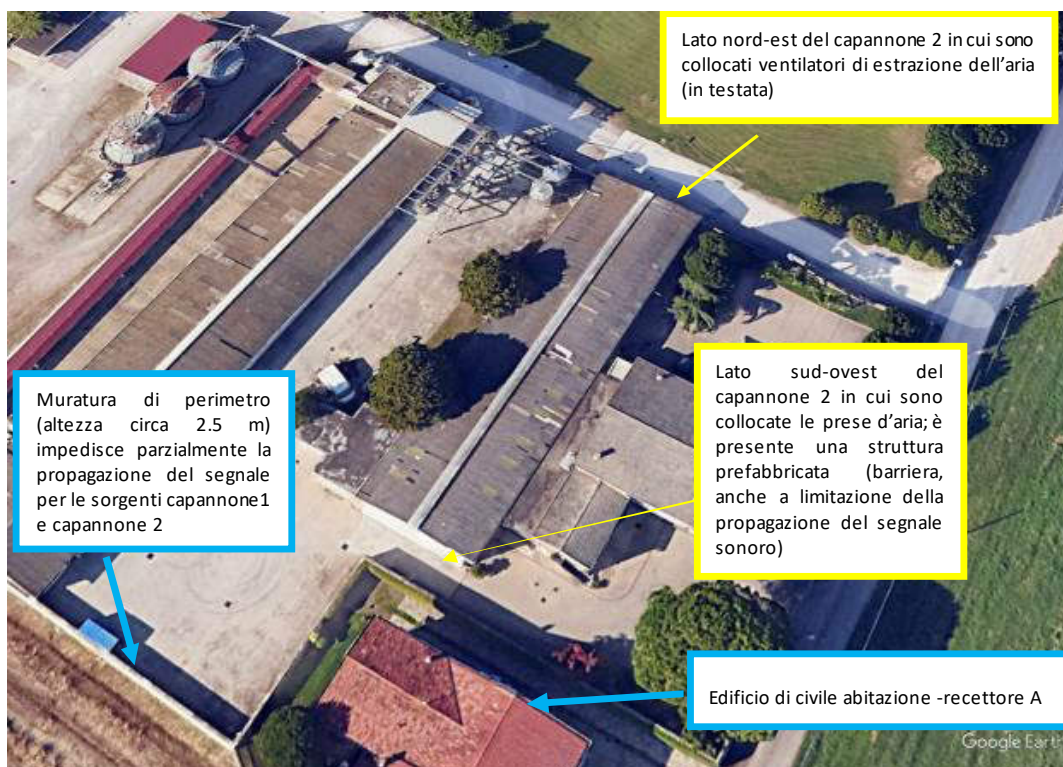 Lato nord-est del capannone 2 in cui sono
collocati ventilatori di estrazione dell'aria
(in testata)
Muratura di perimetro
(altezza circa 2.5 m)
impedisce parzialmente la
propagazione del segnale
per le sorgenti capannone1
e capannone 2
Lato sud-ovest del
capannone 2 in cui sono
collocate le prese d'aria; è
presente una struttura
prefabbricata (barriera,
anche a limitazione della
propagazione del segnale
sonoro)
Edificio di civile abitazione -recettore A
Google Eart